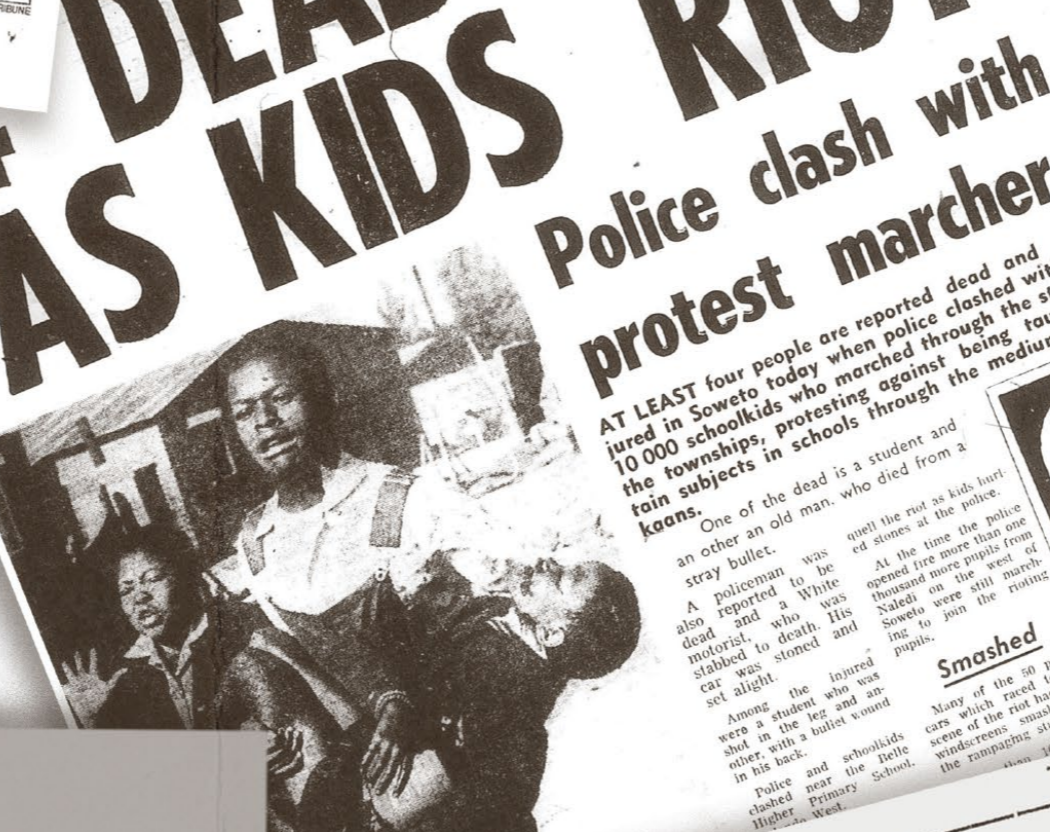 RIBUNE
DEAD
RIOT
AS KIDS
Police clash with
protest marcher
AT LEAST four people are reported dead and
jured in Soweto today when police clashed wit
10 000 schoolkids who marched through the s
the townships, protesting against being tau
tain subjects in schools through the medium
kaans.
One of the dead is a student and
an other an old man. who died from a
stray bullet.
A policeman was
also reported to be
dead and a White
motorist, who was
stabbed to death. His
car was stoned and
set alight.
Among the injured
were a student who was
shot in the leg and an-
other, with a bullet wound
in his back.
Police and schoolkids
clashed near the Belle
Higher Primary School,
West.
quell the riot as kids hurl-
ed stones at the police.
At the time the police
opened fire more than one
thousand more pupils from
Naledi on the west of
Soweto were still march-
ing to join the rioting
pupils.
Smashed
Many of the 50 p
cars which raced t
scene of the riot ha
windscreens smash
the rampaging stu
than